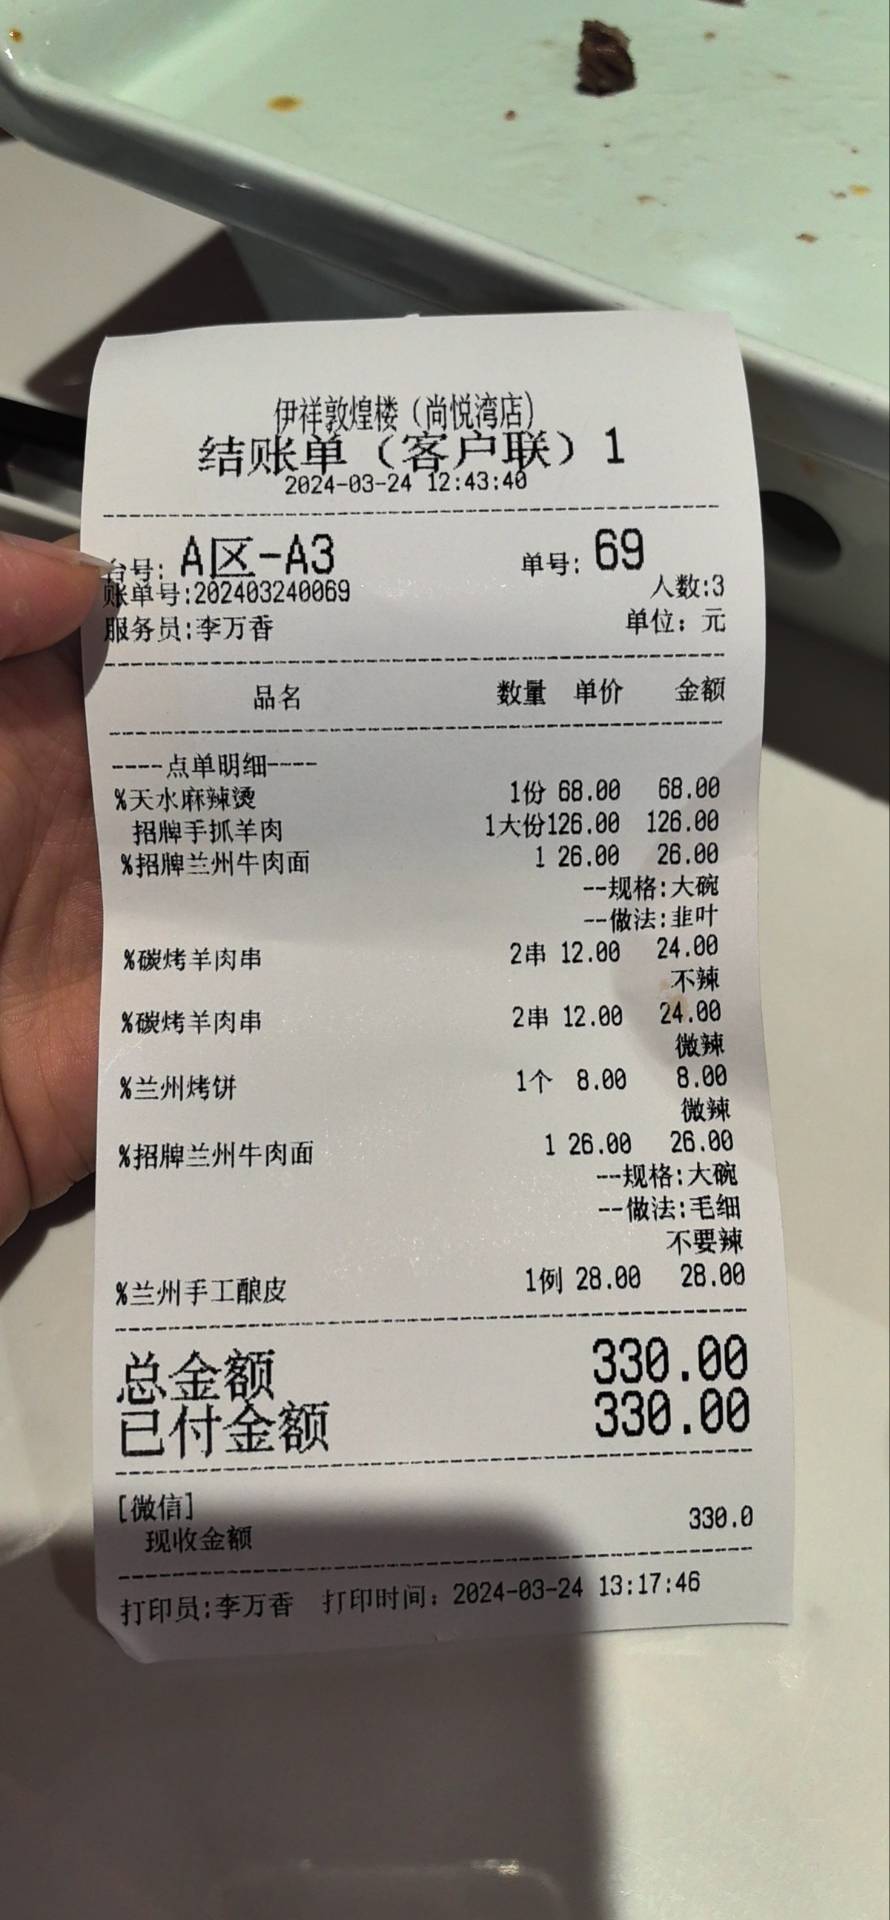 伊祥敦煌楼（尚悦湾店）
结账单（客户联）1
2024-03-24 12:43:40
台号: A区-A3 单号: 69
账单号:202403240069 人数:3
服务员:李万香 单位: 元
品名 数量 单价 金额
----点单明细----
%天水麻辣烫 1份 68.00 68.00
招牌手抓羊肉 1大份126.00 126.00
%招牌兰州牛肉面 1 26.00 26.00
--规格:大碗
--做法:韭叶
%碳烤羊肉串 2串 12.00 24.00
不辣
%碳烤羊肉串 2串 12.00 24.00
微辣
%兰州烤饼 1个 8.00 8.00
微辣
%招牌兰州牛肉面 1 26.00 26.00
--规格:大碗
--做法:毛细
不要辣
%兰州手工酿皮 1例 28.00 28.00
总金额 330.00
已付金额 330.00
[微信]
现收金额 330.0
打印员:李万香 打印时间: 2024-03-24 13:17:46